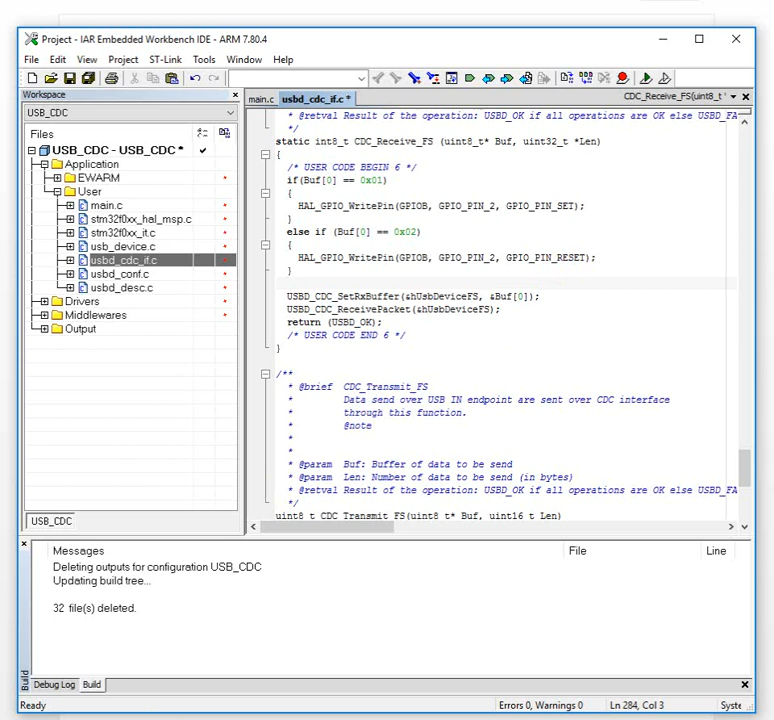 Project - IAR Embedded Workbench IDE - ARM 7.80.4
File Edit View Project ST-Link Tools Window Help
Workspace
USB_CDC
Files
USB_CDC - USB_CDC *
Application
EWARM
User
main.c
stm32f0xx_hal_msp.c
stm32f0xx_it.c
usb_device.c
usbd_cdc_if.c
usbd_conf.c
usbd_desc.c
Drivers
Middlewares
Output
USB_CDC
main.c usbd_cdc_if.c *
CDC_Receive_FS(uint8_t *
* @retval Result of the operation: USBD_OK if all operations are OK else USBD_FA
*/
static int8_t CDC_Receive_FS (uint8_t* Buf, uint32_t *Len)
{
/* USER CODE BEGIN 6 */
if(Buf[0] == 0x01)
{
HAL_GPIO_WritePin(GPIOB, GPIO_PIN_2, GPIO_PIN_SET);
}
else if (Buf[0] == 0x02)
{
HAL_GPIO_WritePin(GPIOB, GPIO_PIN_2, GPIO_PIN_RESET);
}
USBD_CDC_SetRxBuffer(&hUsbDeviceFS, &Buf[0]);
USBD_CDC_ReceivePacket(&hUsbDeviceFS);
return (USBD_OK);
/* USER CODE END 6 */
}
/**
* @brief CDC_Transmit_FS
* Data send over USB IN endpoint are sent over CDC interface
* through this function.
* @note
*
*
* @param Buf: Buffer of data to be send
* @param Len: Number of data to be send (in bytes)
* @retval Result of the operation: USBD_OK if all operations are OK else USBD_FA
*/
uint8_t CDC_Transmit_FS(uint8_t* Buf, uint16_t Len)
Messages File Line
Deleting outputs for configuration USB_CDC
Updating build tree...
32 file(s) deleted.
Build
Debug Log Build
Ready Errors 0, Warnings 0 Ln 284, Col 3 Syste